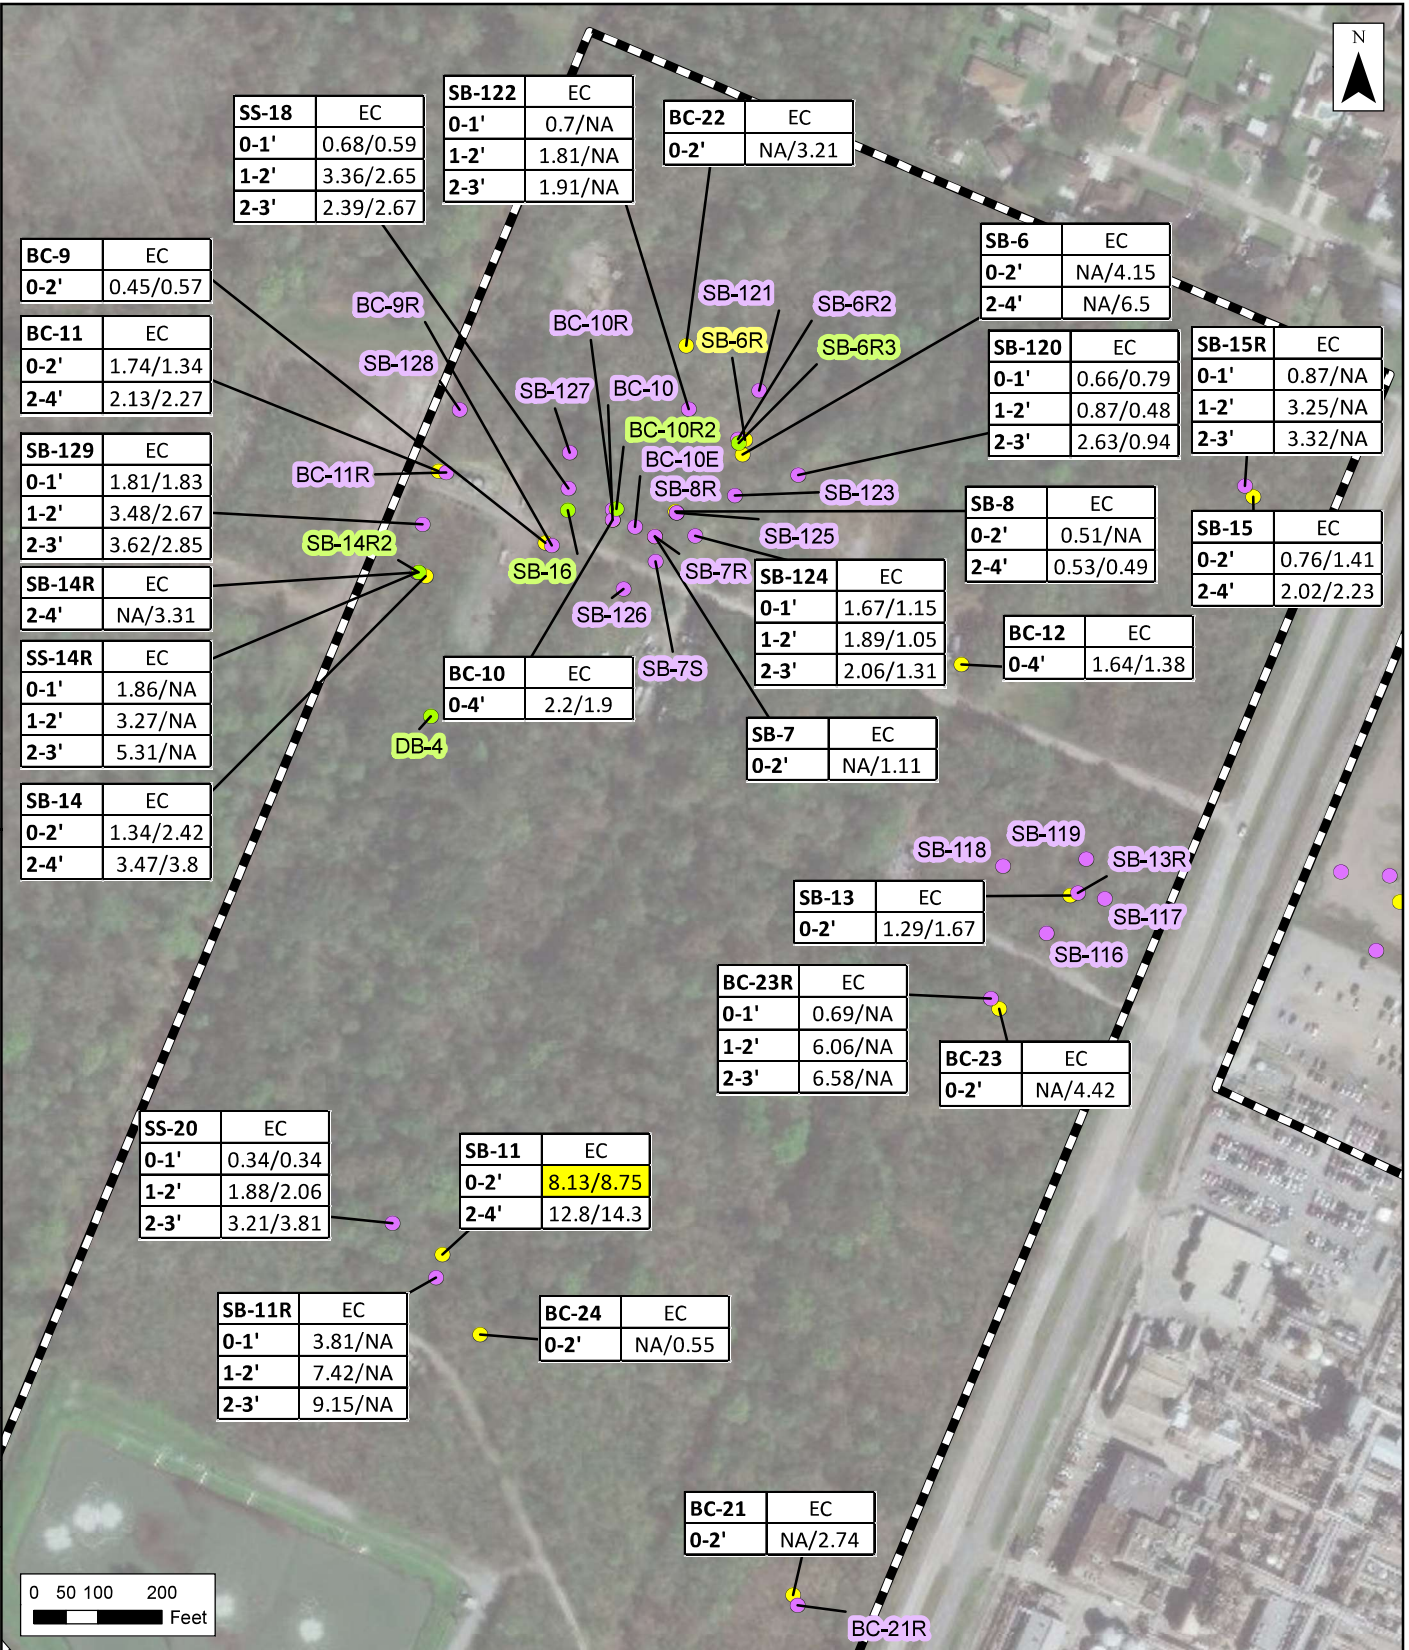 N
SS-18 EC
0-1' 0.68/0.59
1-2' 3.36/2.65
2-3' 2.39/2.67
SB-122 EC
0-1' 0.7/NA
1-2' 1.81/NA
2-3' 1.91/NA
BC-22 EC
0-2' NA/3.21
SB-6 EC
0-2' NA/4.15
2-4' NA/6.5
BC-9 EC
0-2' 0.45/0.57
BC-11 EC
0-2' 1.74/1.34
2-4' 2.13/2.27
SB-129 EC
0-1' 1.81/1.83
1-2' 3.48/2.67
2-3' 3.62/2.85
SB-14R2
SB-14R EC
2-4' NA/3.31
SS-14R EC
0-1' 1.86/NA
1-2' 3.27/NA
2-3' 5.31/NA
SB-14 EC
0-2' 1.34/2.42
2-4' 3.47/3.8
BC-9R
SB-128
BC-11R
SB-127
BC-10R
BC-10
BC-10R2
BC-10E
SB-8R
SB-121
SB-6R
SB-6R2
SB-6R3
SB-123
SB-125
SB-16
SB-126
SB-7R
SB-7S
DB-4
SB-120 EC
0-1' 0.66/0.79
1-2' 0.87/0.48
2-3' 2.63/0.94
SB-15R EC
0-1' 0.87/NA
1-2' 3.25/NA
2-3' 3.32/NA
SB-8 EC
0-2' 0.51/NA
2-4' 0.53/0.49
SB-15 EC
0-2' 0.76/1.41
2-4' 2.02/2.23
SB-124 EC
0-1' 1.67/1.15
1-2' 1.89/1.05
2-3' 2.06/1.31
BC-12 EC
0-4' 1.64/1.38
BC-10 EC
0-4' 2.2/1.9
SB-7 EC
0-2' NA/1.11
SB-118
SB-119
SB-13R
SB-117
SB-116
SB-13 EC
0-2' 1.29/1.67
BC-23R EC
0-1' 0.69/NA
1-2' 6.06/NA
2-3' 6.58/NA
BC-23 EC
0-2' NA/4.42
SS-20 EC
0-1' 0.34/0.34
1-2' 1.88/2.06
2-3' 3.21/3.81
SB-11 EC
0-2' 8.13/8.75
2-4' 12.8/14.3
SB-11R EC
0-1' 3.81/NA
1-2' 7.42/NA
2-3' 9.15/NA
BC-24 EC
0-2' NA/0.55
BC-21 EC
0-2' NA/2.74
BC-21R
0 50 100 200
Feet